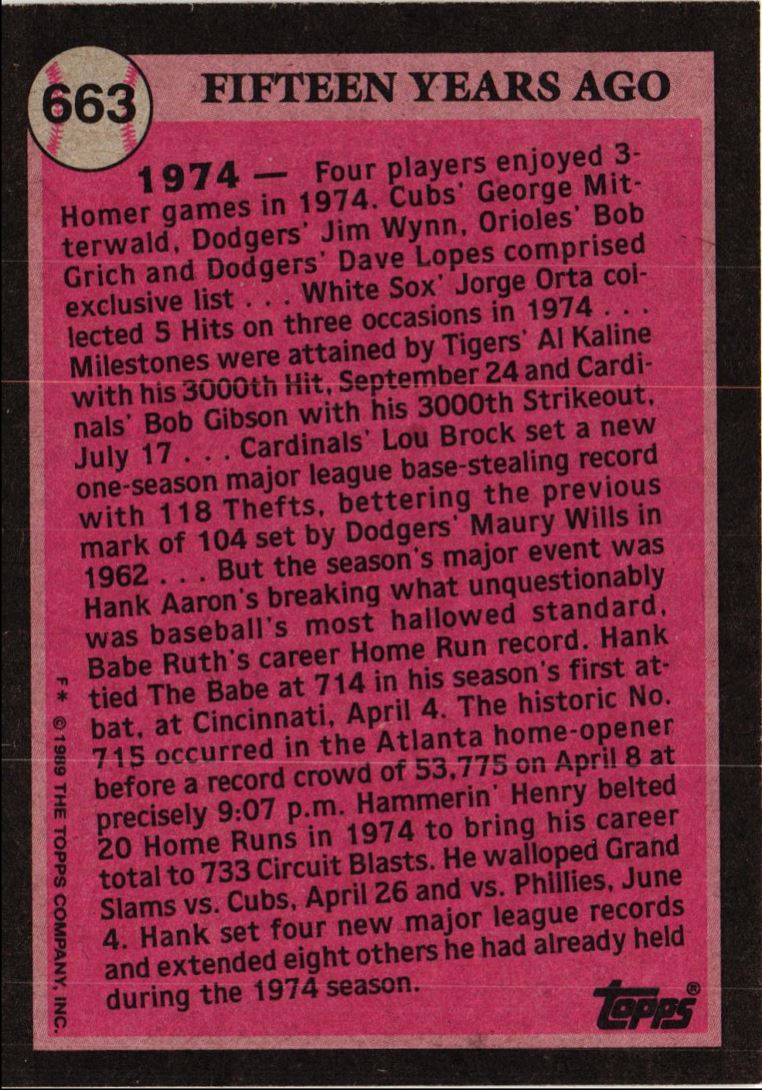 663
FIFTEEN YEARS AGO
1974 — Four players enjoyed 3-
Homer games in 1974. Cubs' George Mit-
terwald, Dodgers' Jim Wynn, Orioles' Bob
Grich and Dodgers' Dave Lopes comprised
exclusive list . . . White Sox' Jorge Orta col-
lected 5 Hits on three occasions in 1974 . . .
Milestones were attained by Tigers' Al Kaline
with his 3000th Hit, September 24 and Cardi-
nals' Bob Gibson with his 3000th Strikeout,
July 17 . . . Cardinals' Lou Brock set a new
one-season major league base-stealing record
with 118 Thefts, bettering the previous
mark of 104 set by Dodgers' Maury Wills in
1962 . . . But the season's major event was
Hank Aaron's breaking what unquestionably
was baseball's most hallowed standard,
Babe Ruth's career Home Run record. Hank
tied The Babe at 714 in his season's first at-
bat, at Cincinnati, April 4. The historic No.
715 occurred in the Atlanta home-opener
before a record crowd of 53,775 on April 8 at
precisely 9:07 p.m. Hammerin' Henry belted
20 Home Runs in 1974 to bring his career
total to 733 Circuit Blasts. He walloped Grand
Slams vs. Cubs, April 26 and vs. Phillies, June
4. Hank set four new major league records
and extended eight others he had already held
during the 1974 season.
F* © 1989 THE TOPPS COMPANY, INC.
topps®